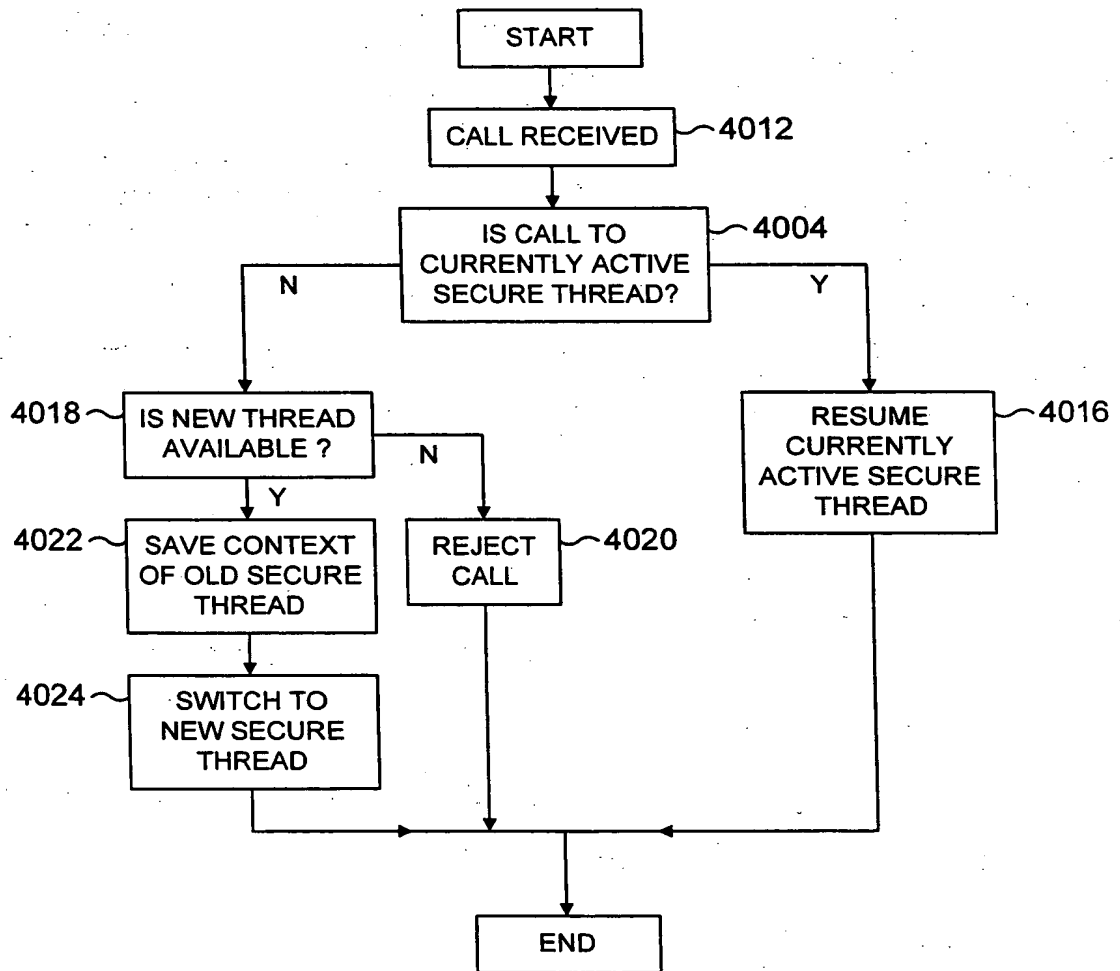 START
CALL RECEIVED
4012
IS CALL TO
CURRENTLY ACTIVE
SECURE THREAD?
4004
N
Y
4018
IS NEW THREAD
AVAILABLE ?
N
Y
RESUME
CURRENTLY
ACTIVE SECURE
THREAD
4016
4022
SAVE CONTEXT
OF OLD SECURE
THREAD
REJECT
CALL
4020
4024
SWITCH TO
NEW SECURE
THREAD
END